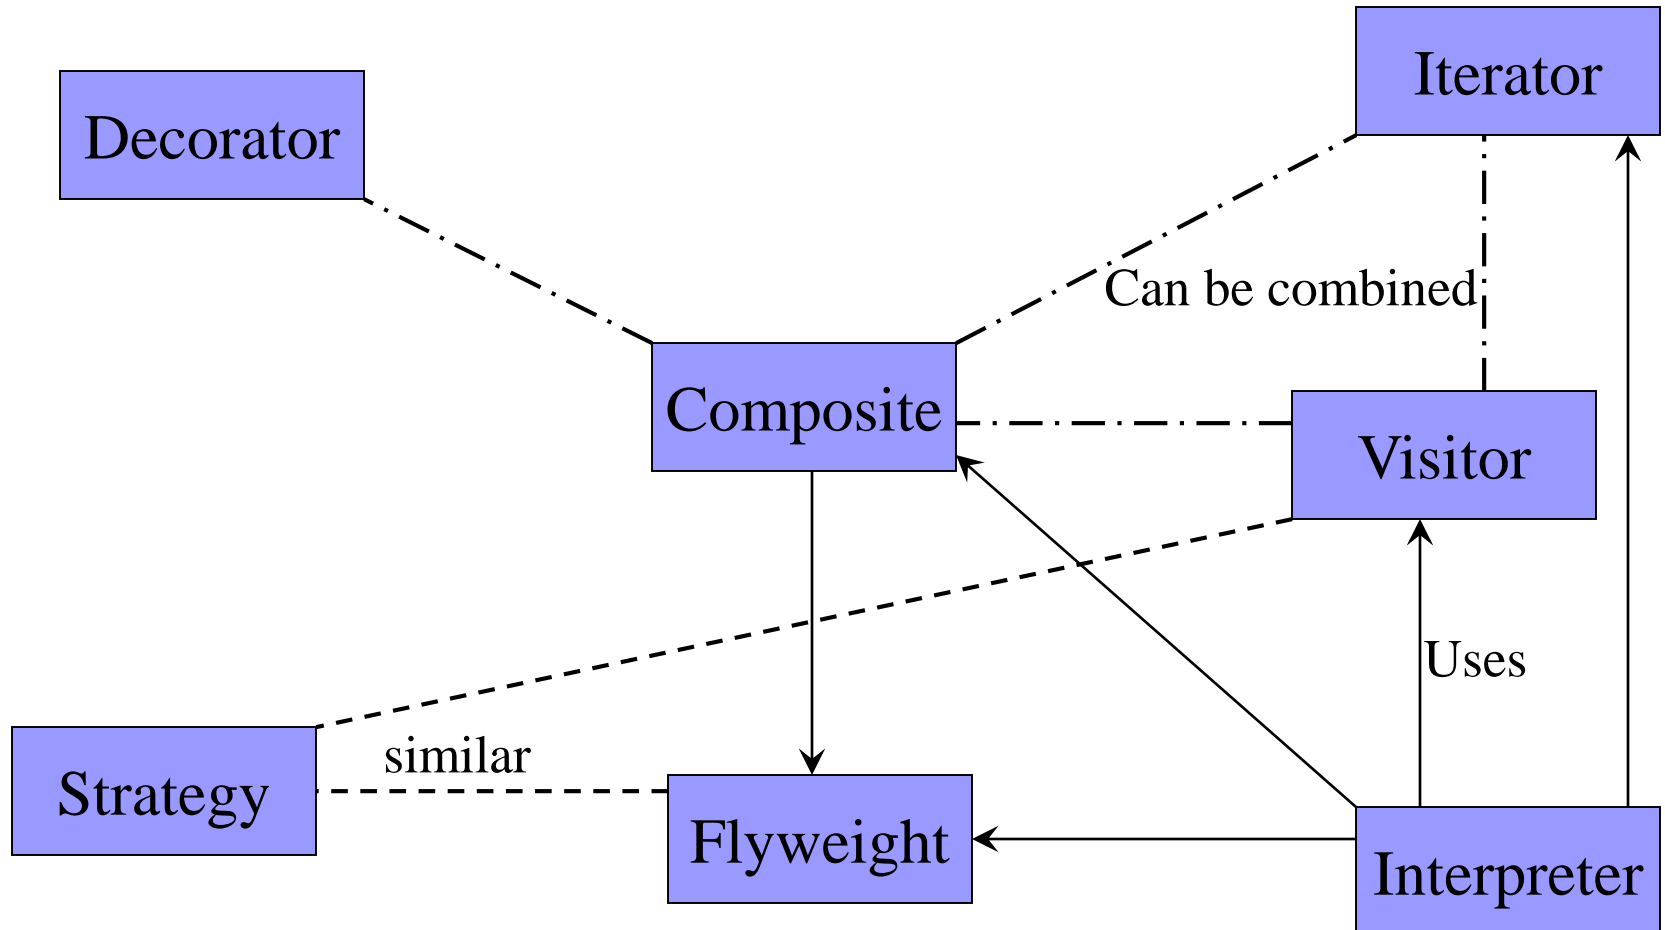 Iterator
Decorator
Can be combined
Composite
Visitor
Uses
similar
Strategy
Flyweight
Interpreter